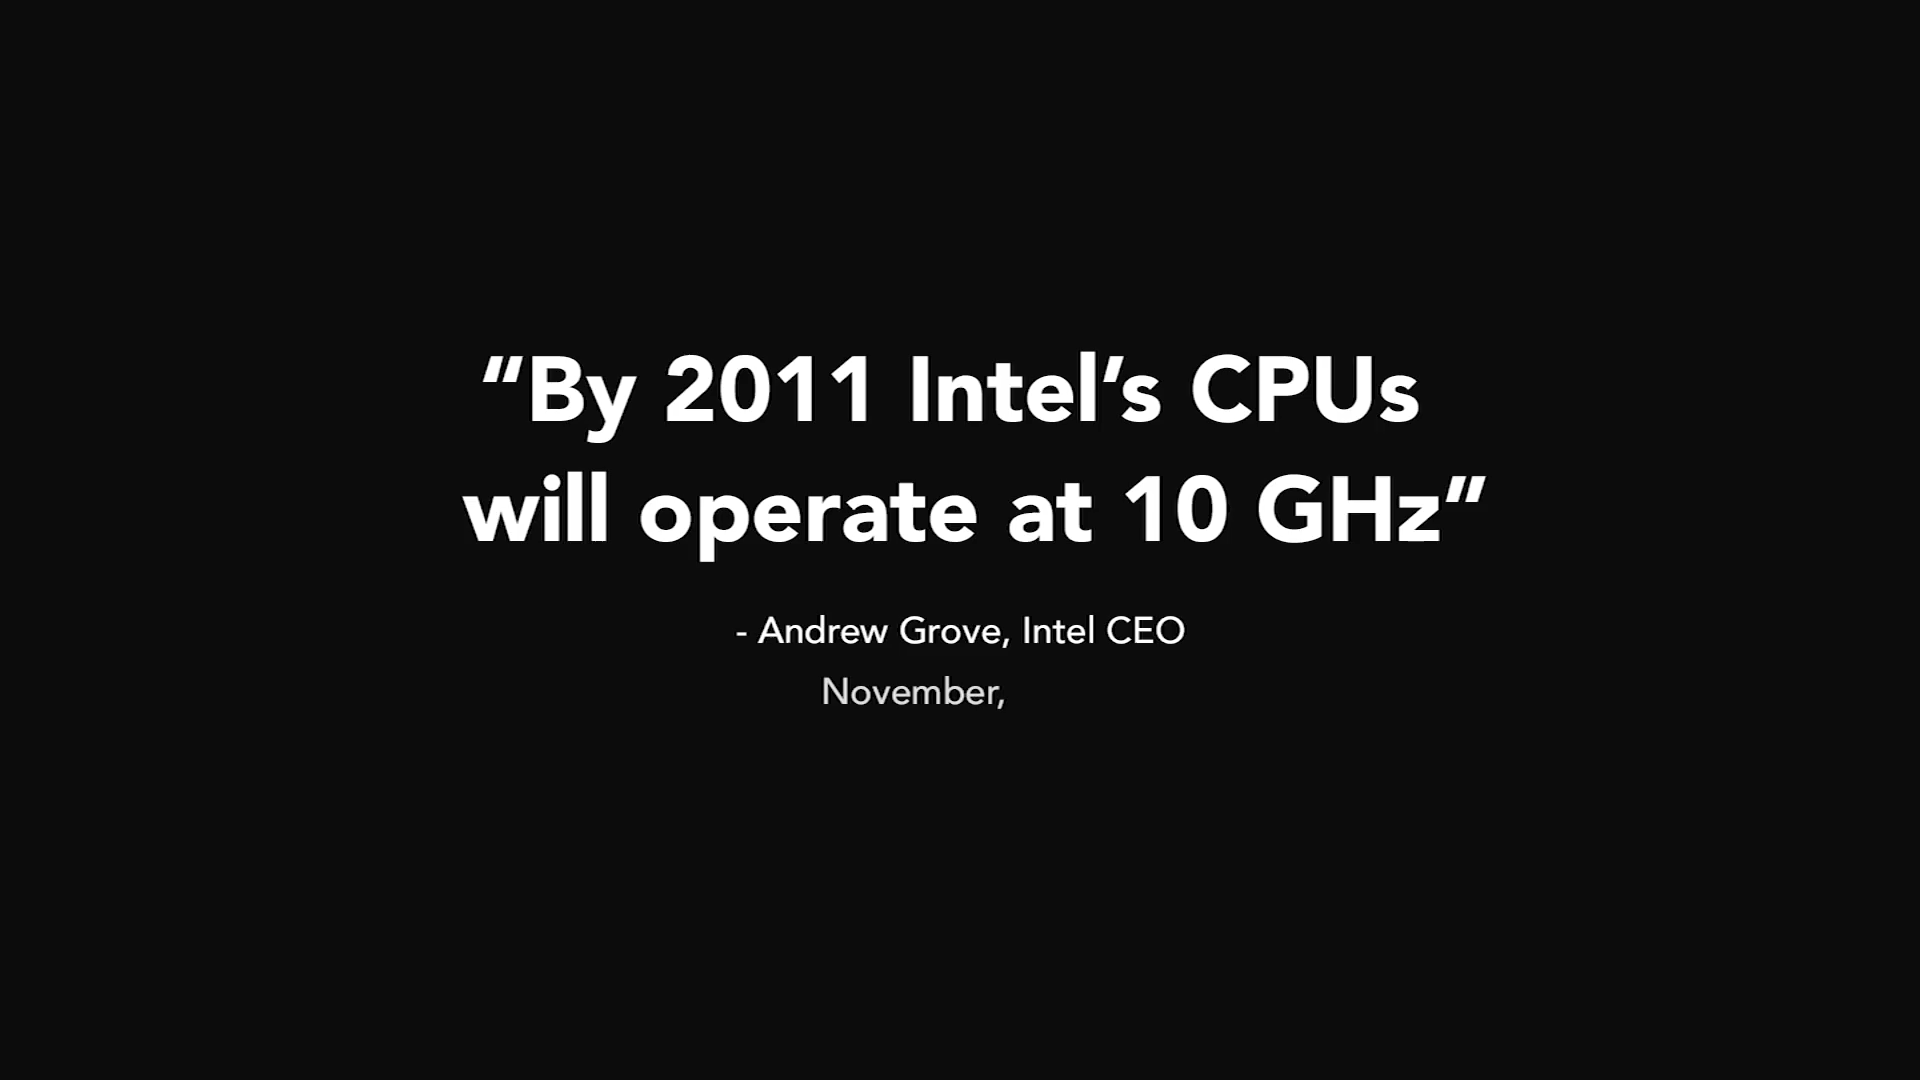 “By 2011 Intel’s CPUs
will operate at 10 GHz”
- Andrew Grove, Intel CEO
November,